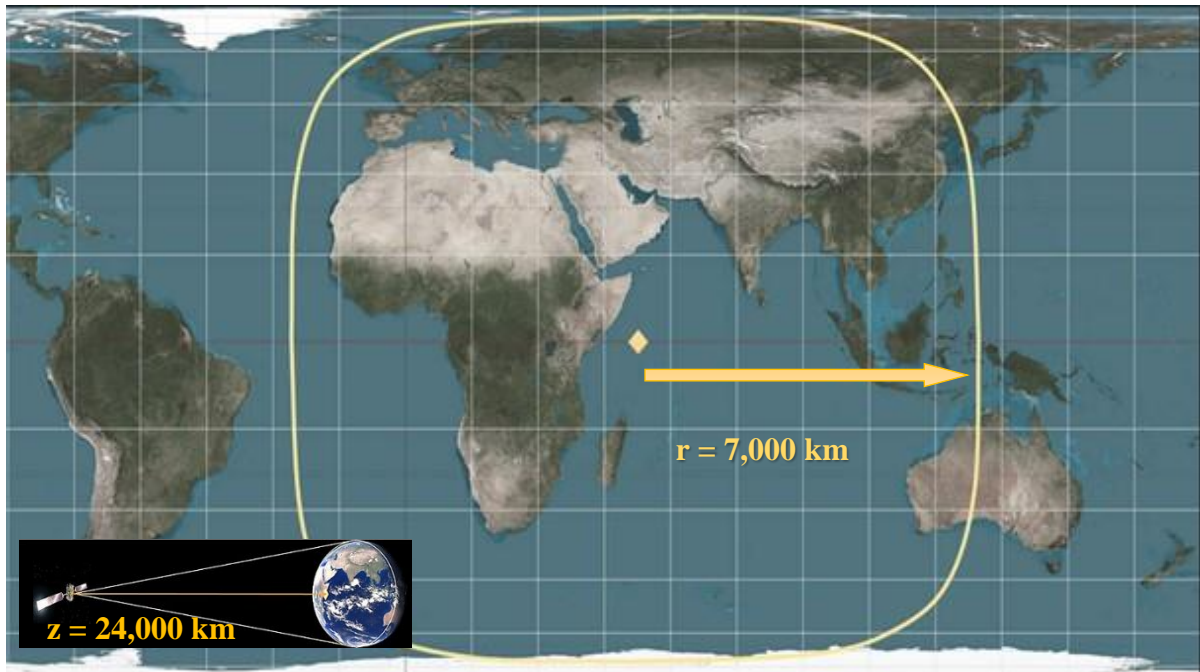 r = 7,000 km
z = 24,000 km